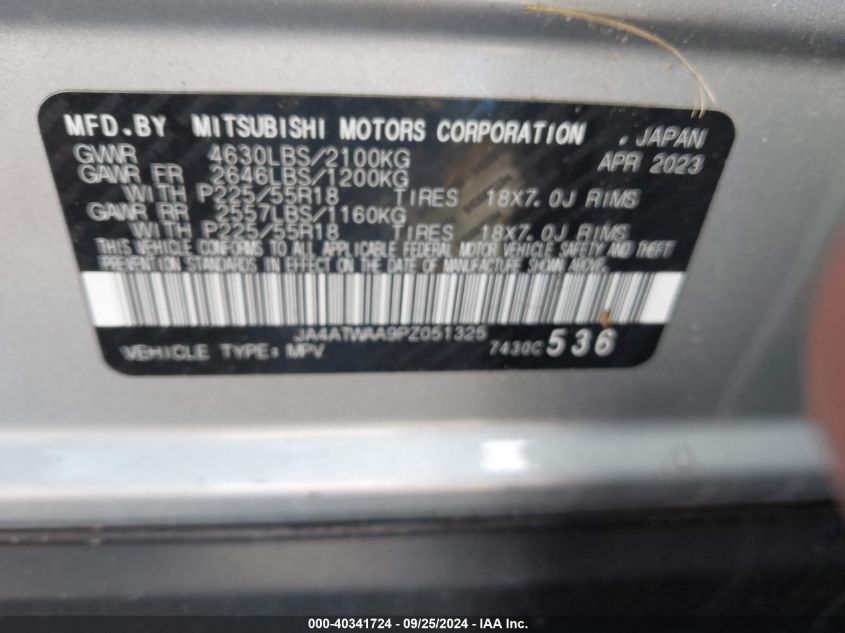 MFD.BY MITSUBISHI MOTORS CORPORATION , JAPAN
GVWR 4630LBS/2100KG APR 2023
GAWR FR 2646LBS/1200KG
WITH P225/55R18 TIRES 18X7.0J RIMS
GAWR RR 2557LBS/1160KG
WITH P225/55R18 TIRES 18X7.0J RIMS
THIS VEHICLE CONFORMS TO ALL APPLICABLE FEDERAL MOTOR VEHICLE SAFETY AND THEFT
PREVENTION STANDARDS IN EFFECT ON THE DATE OF MANUFACTURE SHOWN ABOVE.
JA4ATWAA9PZ051325
VEHICLE TYPE: MPV 7430C 536
000-40341724 - 09/25/2024 - IAA Inc.